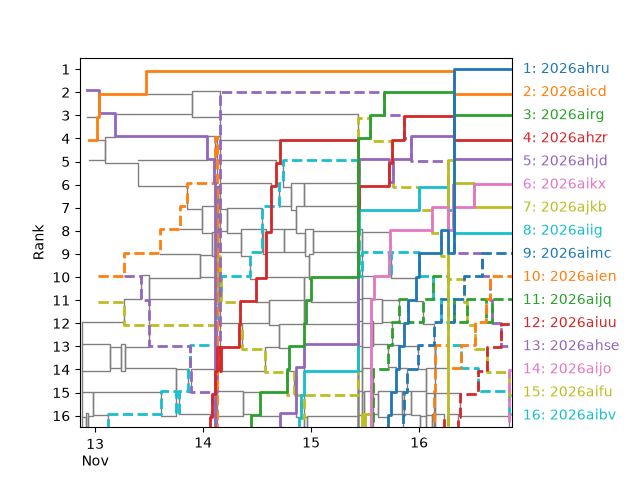 1
2
3
4
5
6
7
8
9
10
11
12
13
14
15
16
Rank
13
14
15
16
Nov
1: 2026ahru
2: 2026aicd
3: 2026airg
4: 2026ahzr
5: 2026ahjd
6: 2026aikx
7: 2026ajkb
8: 2026aiig
9: 2026aimc
10: 2026aien
11: 2026aijq
12: 2026aiuu
13: 2026ahse
14: 2026aijo
15: 2026aifu
16: 2026aibv